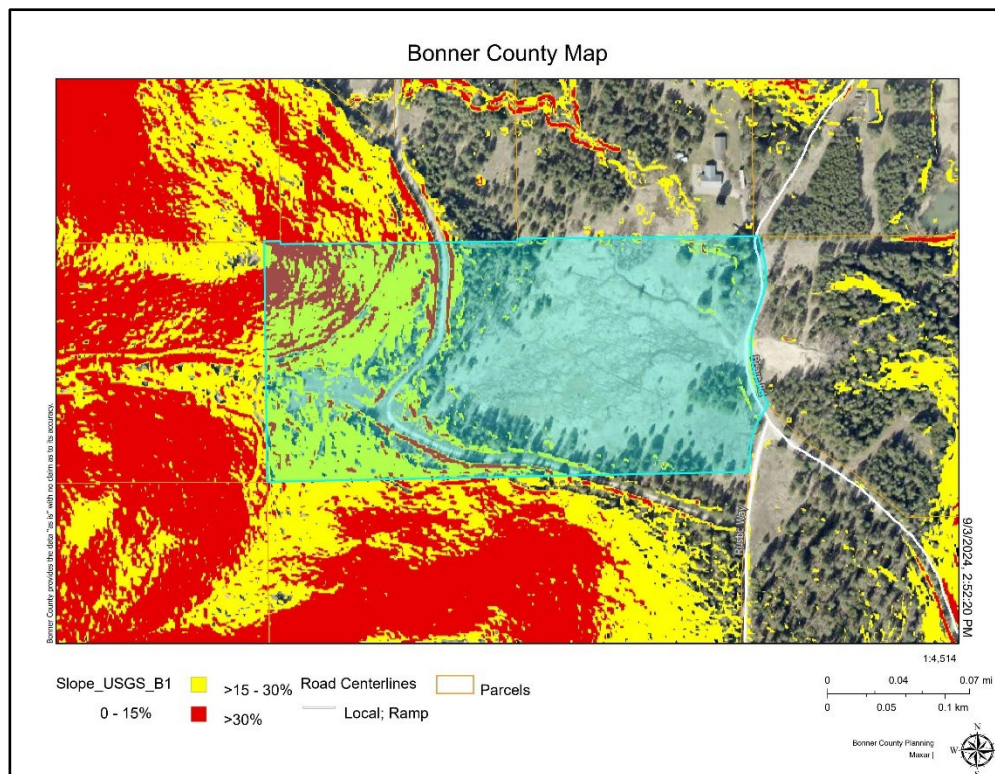 Bonner County Map
Rustic Way
Bonner County provides the data "as is" with no claim as to its accuracy.
9/3/2024, 2:52:20 PM
1:4,514
Slope_USGS_B1
0 - 15%
>15 - 30%
>30%
Road Centerlines
Local; Ramp
Parcels
0 0.04 0.07 mi
0 0.05 0.1 km
Bonner County Planning
Maxar |
N
W E
S